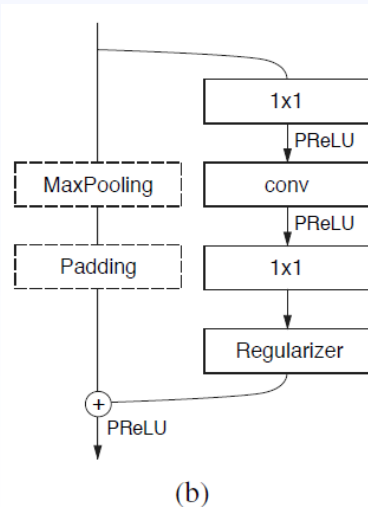 1x1
PReLU
MaxPooling
conv
PReLU
Padding
1x1
Regularizer
+
PReLU
(b)